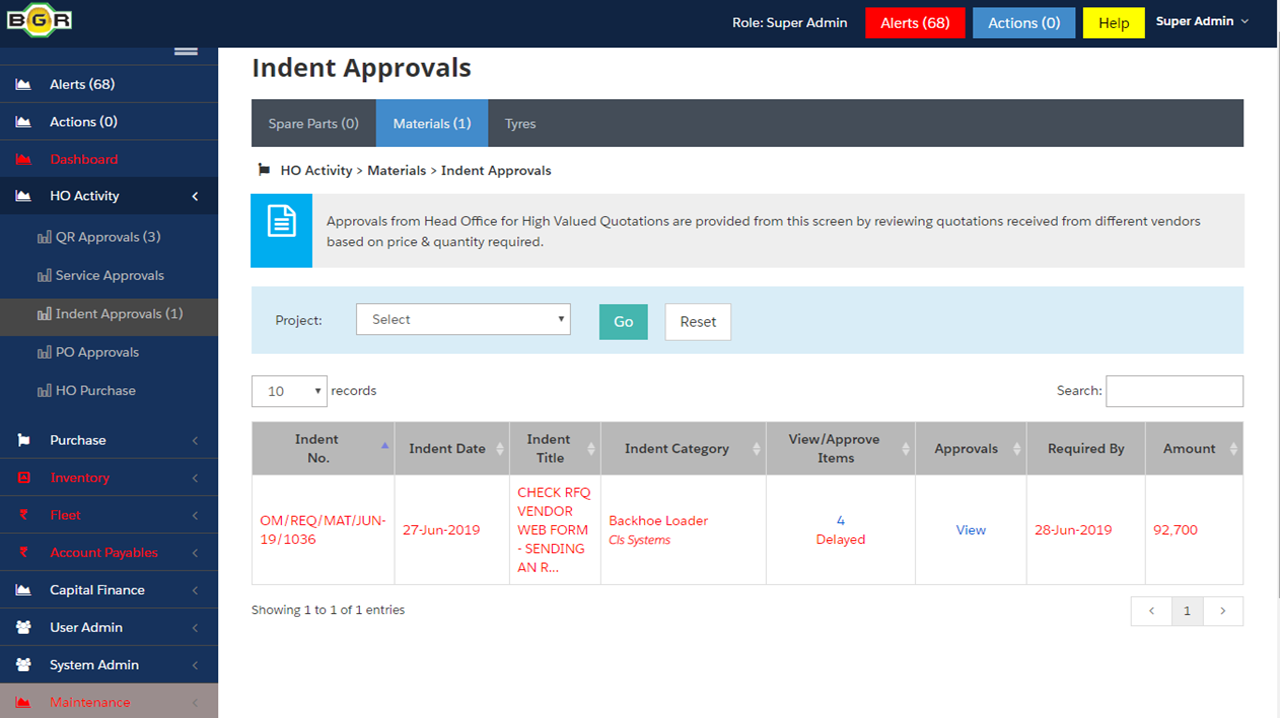 BGR
Role: Super Admin
Alerts (68)
Actions (0)
Help
Super Admin
Alerts (68)
Actions (0)
Dashboard
HO Activity
QR Approvals (3)
Service Approvals
Indent Approvals (1)
PO Approvals
HO Purchase
Purchase
Inventory
Fleet
Account Payables
Capital Finance
User Admin
System Admin
Maintenance
Indent Approvals
Spare Parts (0)
Materials (1)
Tyres
HO Activity > Materials > Indent Approvals
Approvals from Head Office for High Valued Quotations are provided from this screen by reviewing quotations received from different vendors
based on price & quantity required.
Project:
Select
Go
Reset
10
records
Search:
Indent
No.
Indent Date
Indent
Title
Indent Category
View/Approve
Items
Approvals
Required By
Amount
OM/REQ/MAT/JUN-
19/1036
27-Jun-2019
CHECK RFQ
VENDOR
WEB FORM
- SENDING
AN R...
Backhoe Loader
Cls Systems
4
Delayed
View
28-Jun-2019
92,700
Showing 1 to 1 of 1 entries
< 1 >